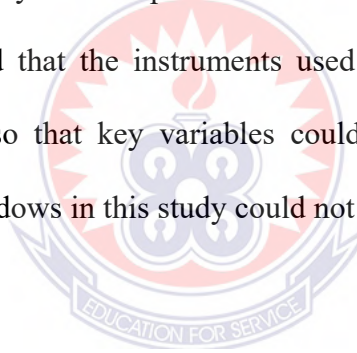 d that the instruments used
so that key variables could
dows in this study could not
EDUCATION FOR SERVICE